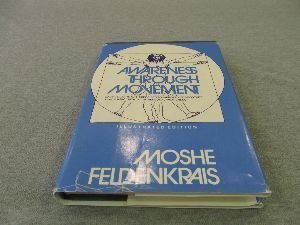 AWARENESS
THROUGH
MOVEMENT
ILLUSTRATED EDITION
MOSHE
FELDENKRAIS